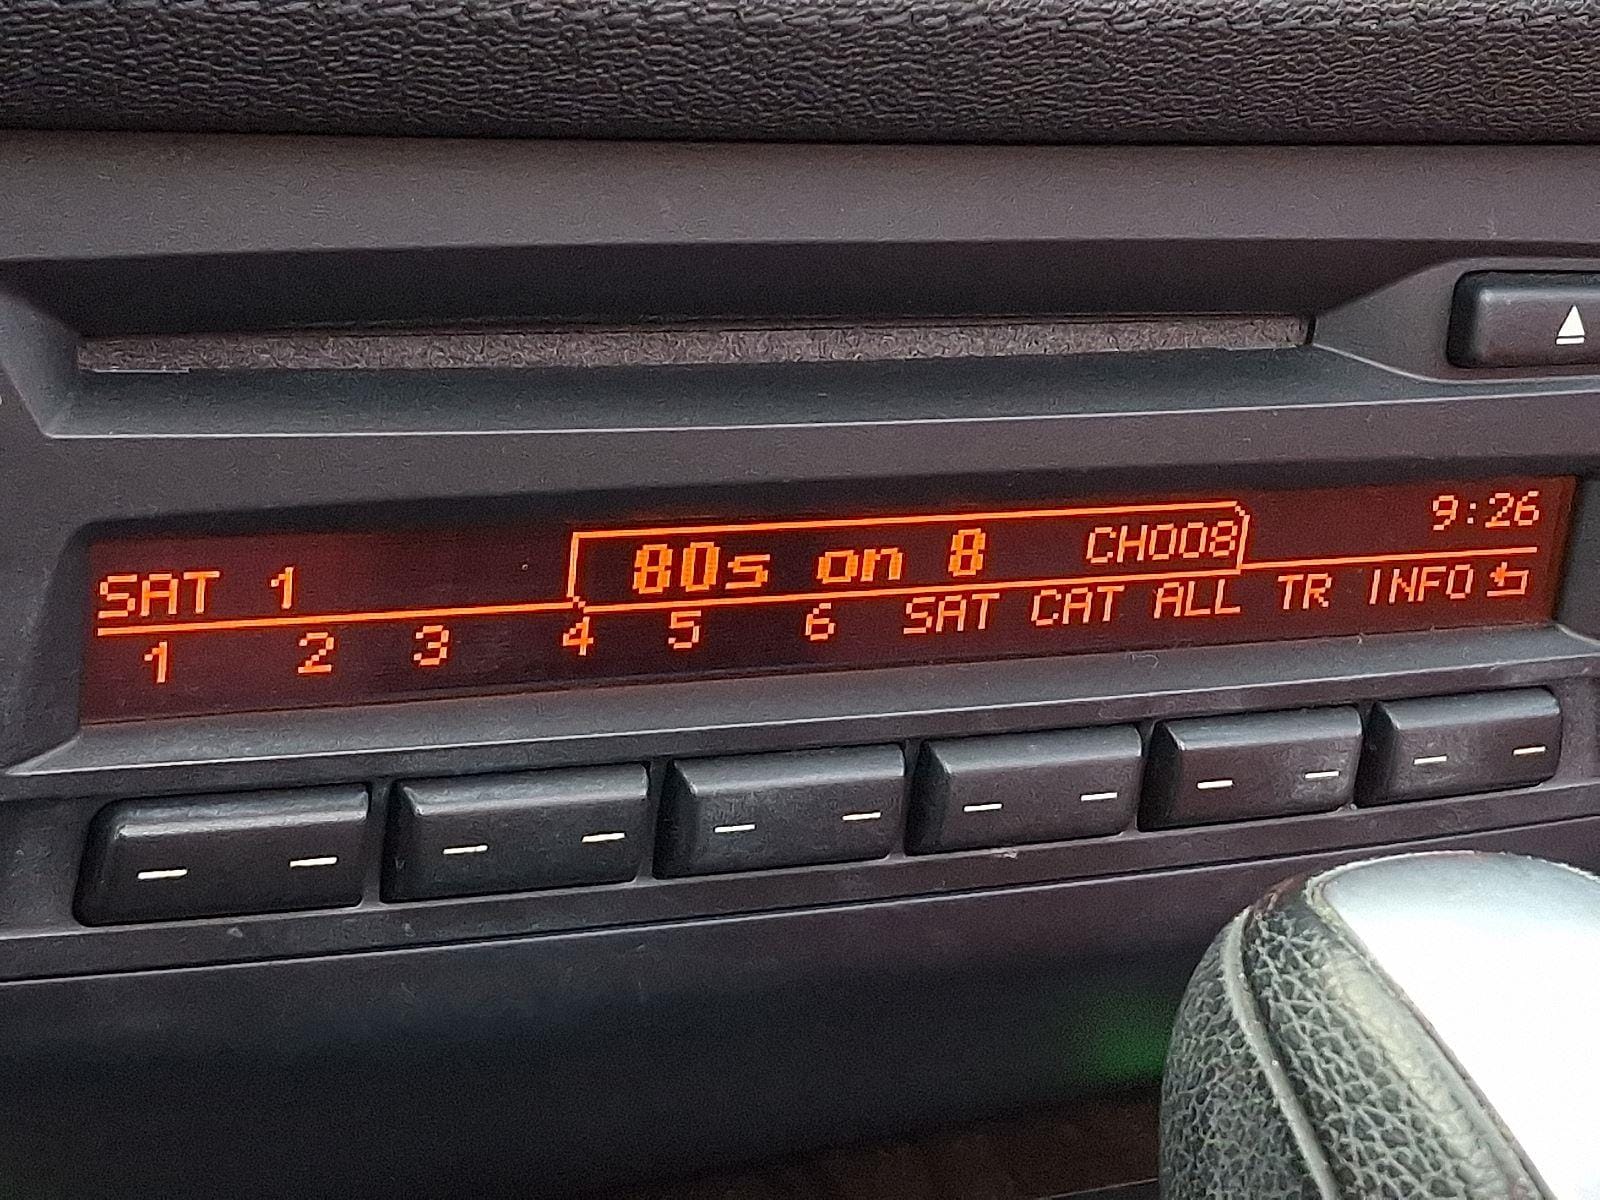 SAT 1 80s on 8 CH008 9:26
1 2 3 4 5 6 SAT CAT ALL TR INFO